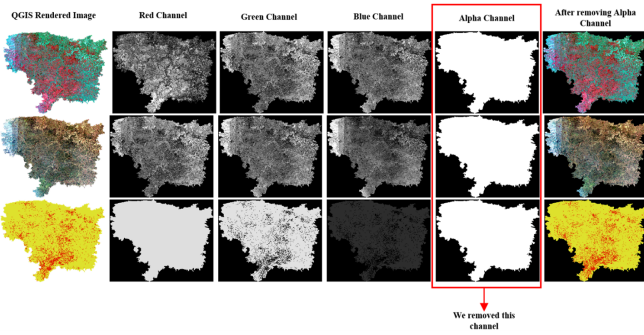 QGIS Rendered Image
Red Channel
Green Channel
Blue Channel
Alpha Channel
After removing Alpha
Channel
We removed this
channel